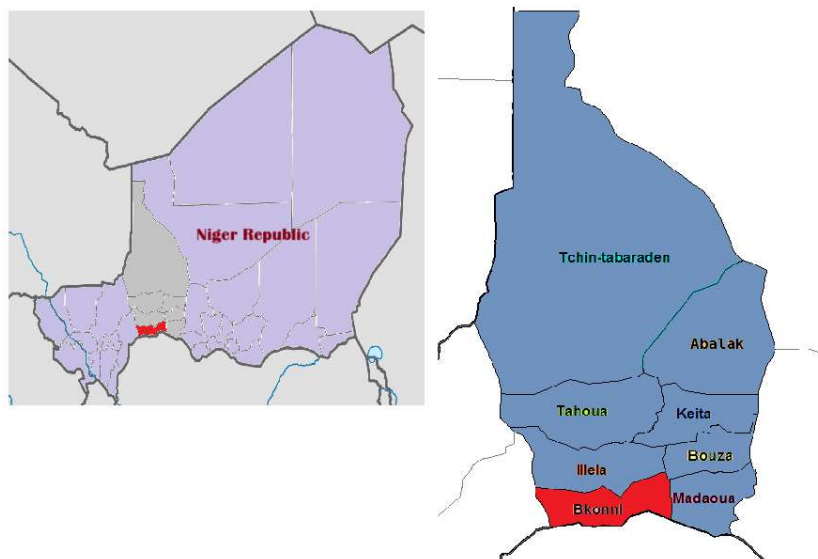 Niger Republic
Tchin-tabaraden
Abalak
Tahoua
Keita
Bouza
Illela
Madaoua
Bkonni